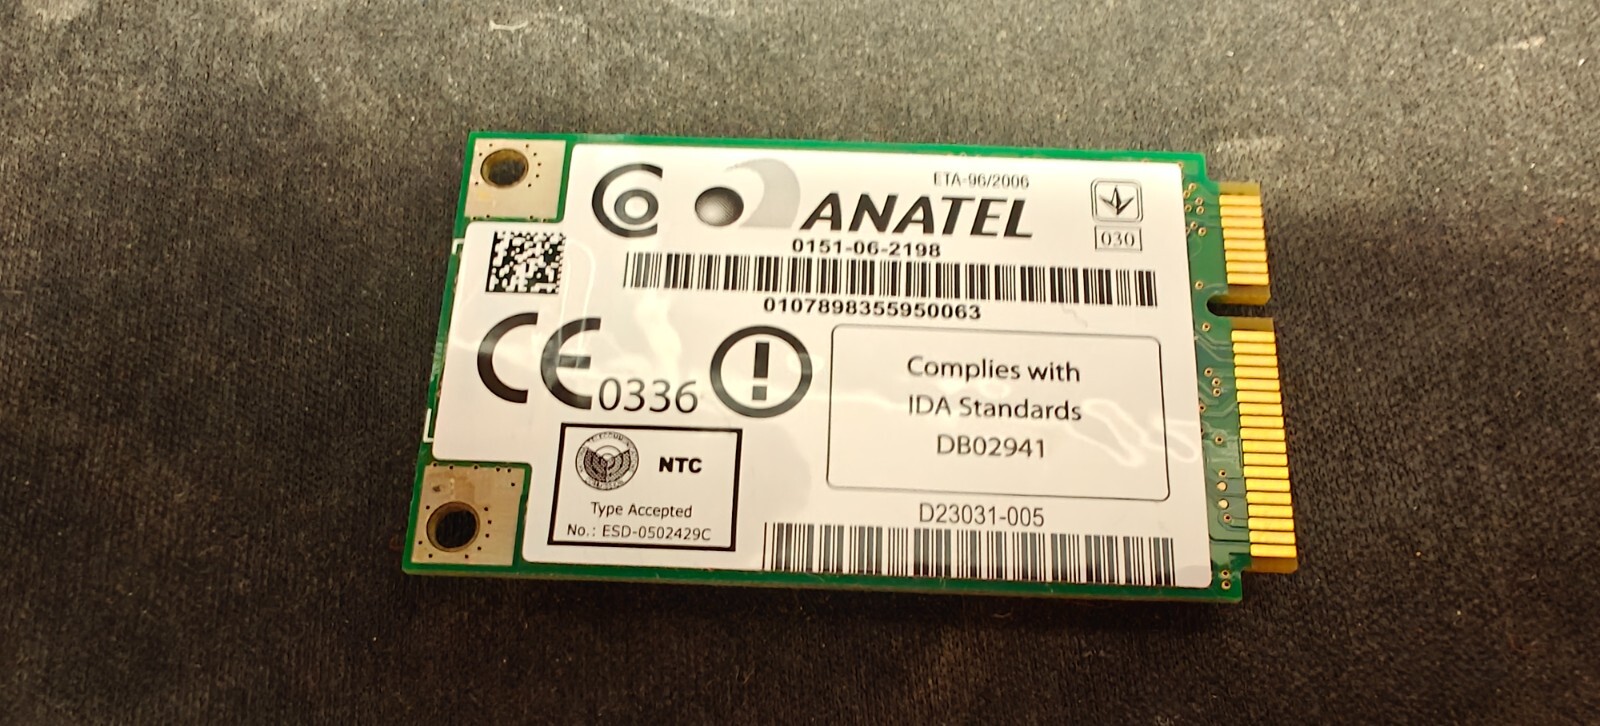 ETA-96/2006
ANATEL
030
0151-06-2198
0107898355950063
CE0336
!
Complies with
IDA Standards
DB02941
NTC
Type Accepted
No.: ESD-0502429C
D23031-005